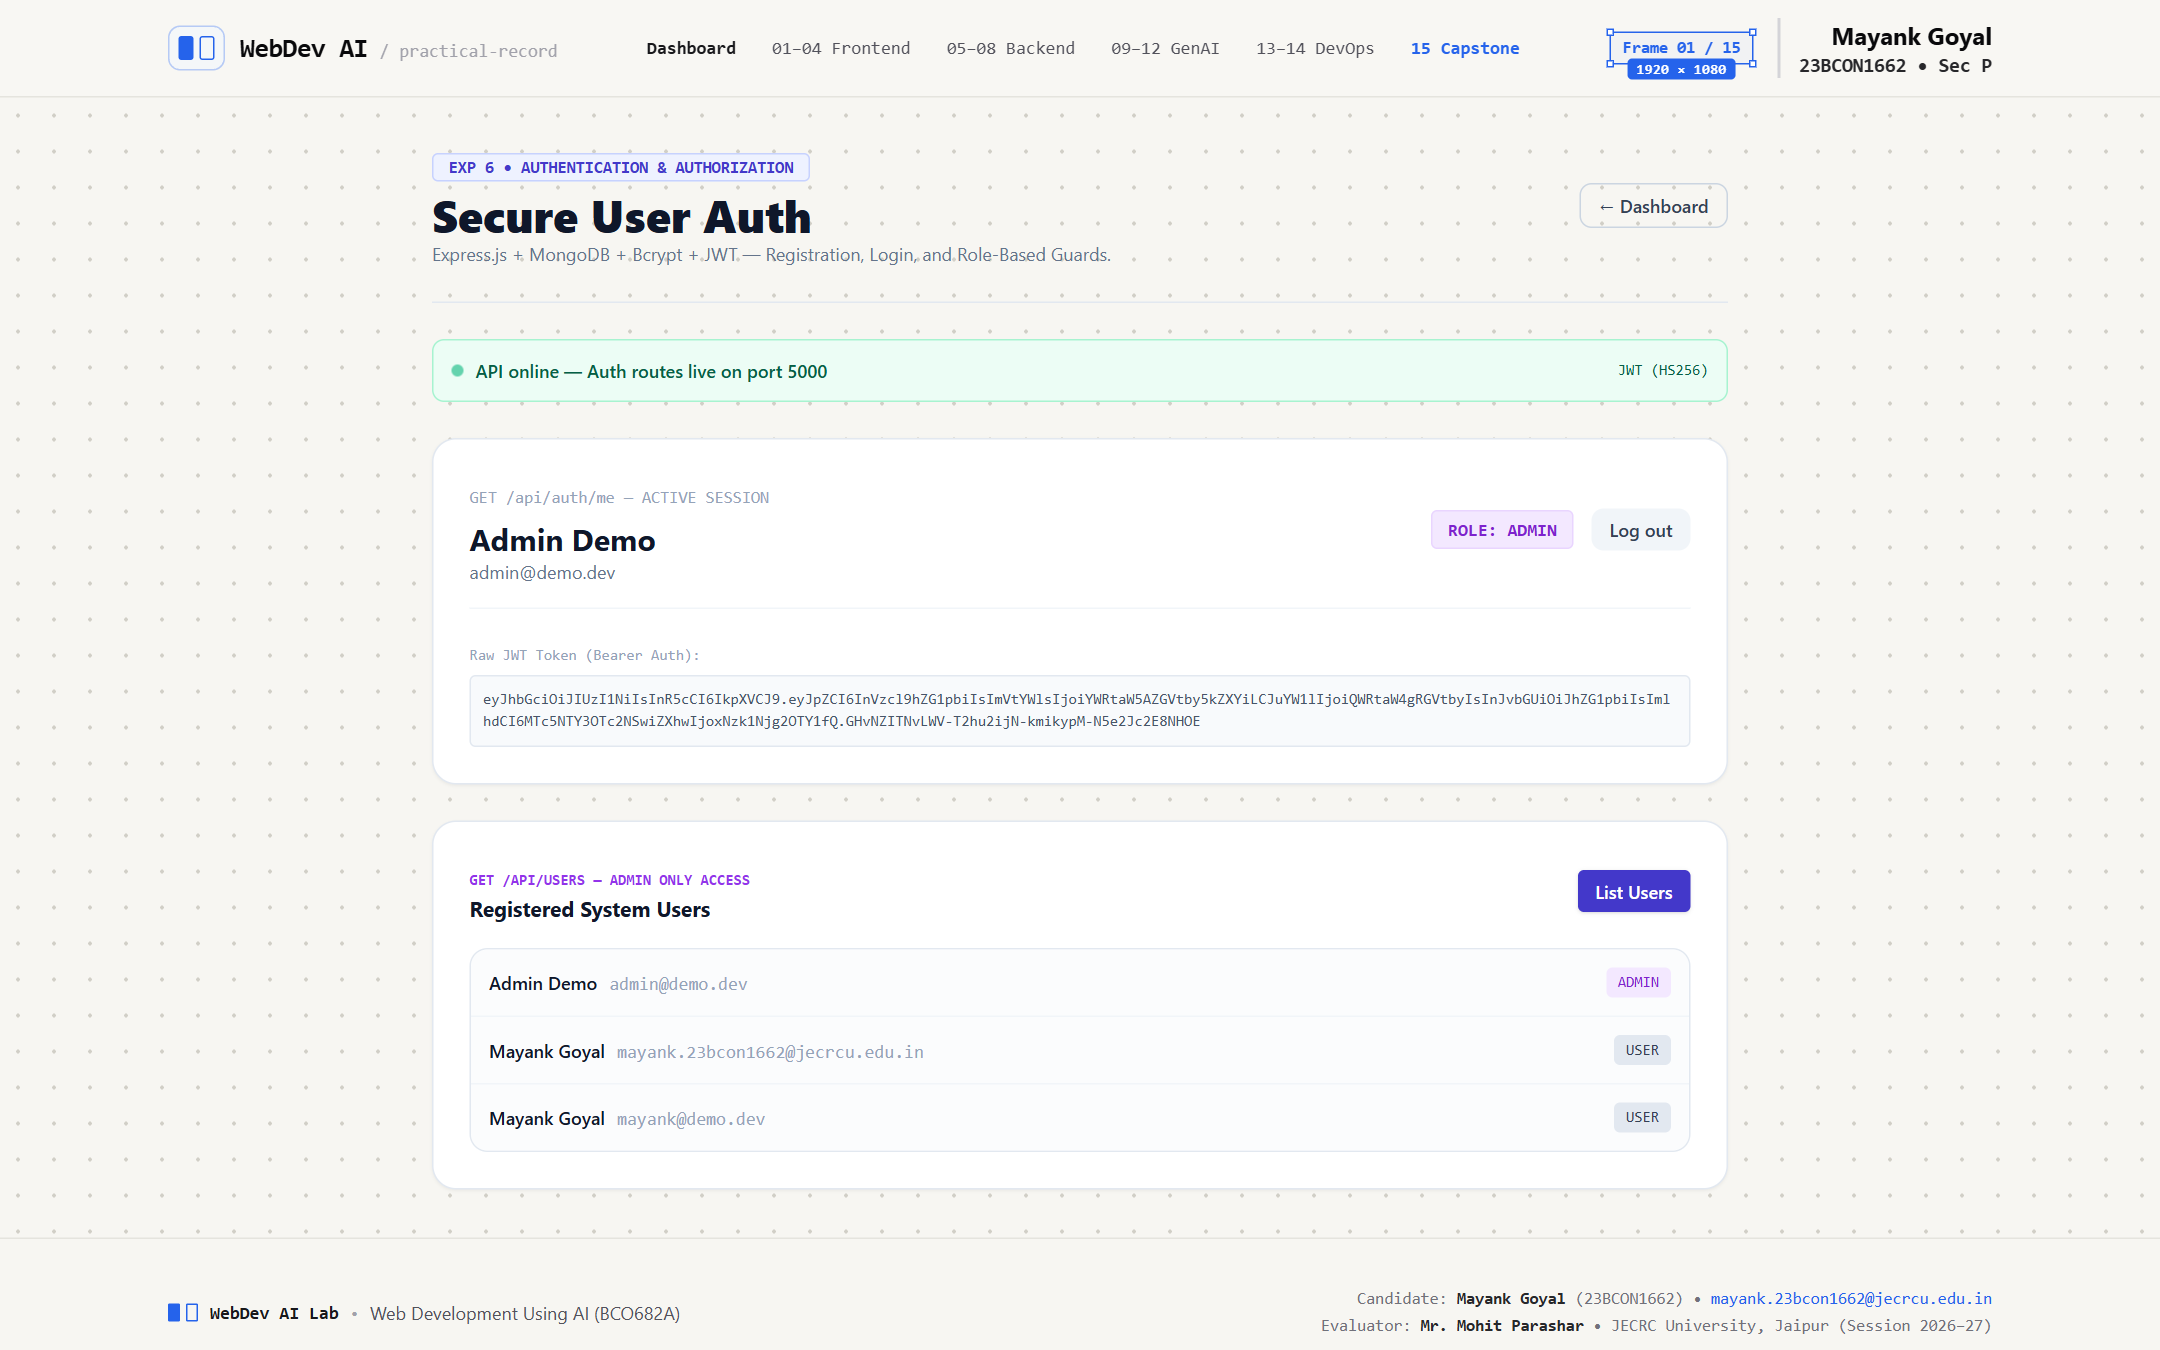 WebDev AI / practical-record
Dashboard 01–04 Frontend 05–08 Backend 09–12 GenAI 13–14 DevOps 15 Capstone
Frame 01 / 15
1920 × 1080
Mayank Goyal
23BCON1662 • Sec P
EXP 6 • AUTHENTICATION & AUTHORIZATION
Secure User Auth
Express.js + MongoDB + Bcrypt + JWT — Registration, Login, and Role-Based Guards.
← Dashboard
API online — Auth routes live on port 5000
JWT (HS256)
GET /api/auth/me — ACTIVE SESSION
Admin Demo
admin@demo.dev
ROLE: ADMIN
Log out
Raw JWT Token (Bearer Auth):
eyJhbGciOiJIUzI1NiIsInR5cCI6IkpXVCJ9.eyJpZCI6InVzcl9hZG1pbiIsImVtYWlsIjoiYWRtaW5AZGVtby5kZXYiLCJuYW1lIjoiQWRtaW4gRGVtbyIsInJvbGUiOiJhZG1pbiIsIml
hdCI6MTc5NTY3OTc2NSwiZXhwIjoxNzk1Njg2OTY1fQ.GHvNZITNvLWV-T2hu2ijN-kmikypM-N5e2Jc2E8NHOE
GET /API/USERS — ADMIN ONLY ACCESS
Registered System Users
List Users
Admin Demo admin@demo.dev ADMIN
Mayank Goyal mayank.23bcon1662@jecrcu.edu.in USER
Mayank Goyal mayank@demo.dev USER
WebDev AI Lab • Web Development Using AI (BCO682A)
Candidate: Mayank Goyal (23BCON1662) • mayank.23bcon1662@jecrcu.edu.in
Evaluator: Mr. Mohit Parashar • JECRC University, Jaipur (Session 2026–27)